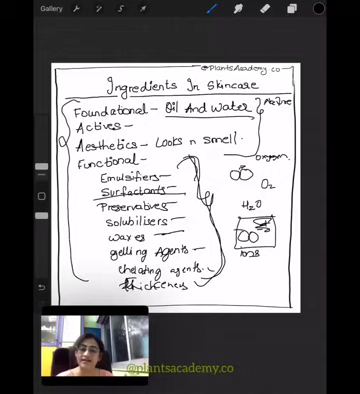 Gallery
@PlantsAcademy.co
Ingredients In Skincare
Foundational - Oil And Water
Actives -
Aesthetics - Looks n smell.
Functional -
Emulsifiers
Surfactants
Preservatives
Solubilisers
Waxes
gelling Agents
chelating agents.
thickeners
Oxygen.
O2
H2O
@plantsacademy.co